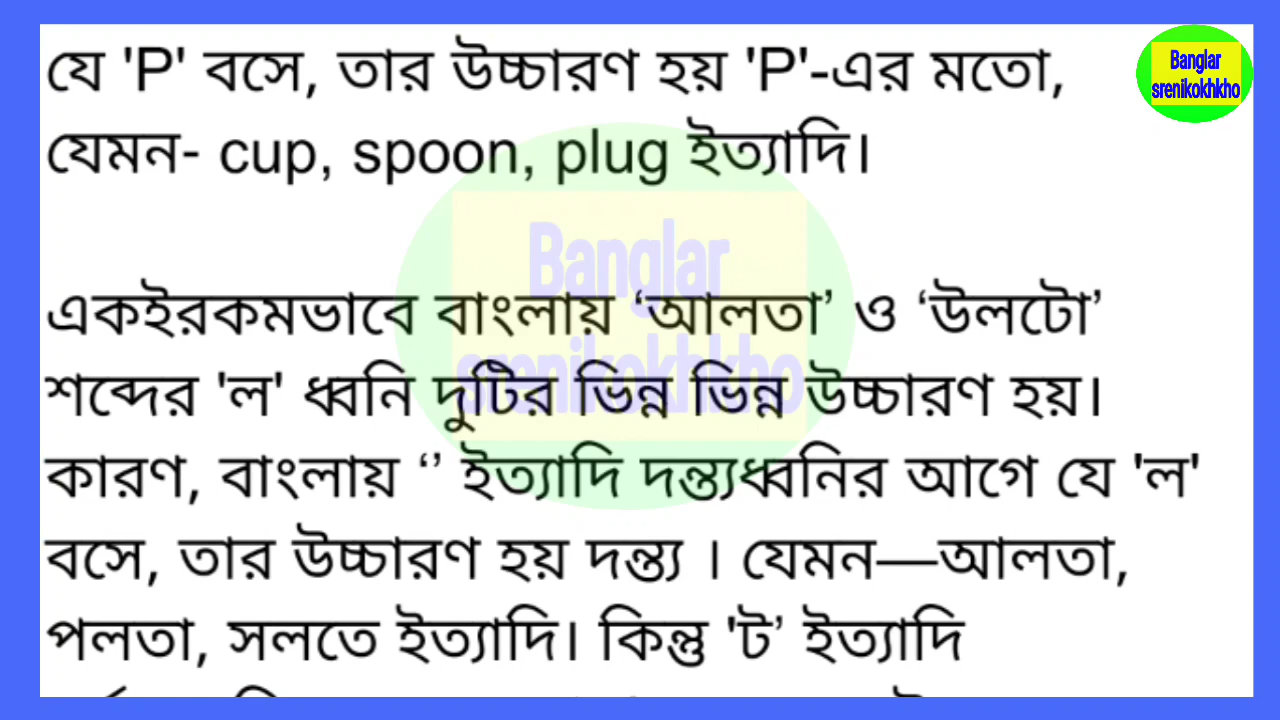 যে 'P' বসে, তার উচ্চারণ হয় 'P'-এর মতো,
যেমন- cup, spoon, plug ইত্যাদি।
একইরকমভাবে বাংলায় ‘আলতা’ ও ‘উলটো’
শব্দের 'ল' ধ্বনি দুটির ভিন্ন ভিন্ন উচ্চারণ হয়।
কারণ, বাংলায় ‘’ ইত্যাদি দন্ত্যধ্বনির আগে যে 'ল'
বসে, তার উচ্চারণ হয় দন্ত্য । যেমন—আলতা,
পলতা, সলতে ইত্যাদি। কিন্তু 'ট’ ইত্যাদি
Banglar
srenikokhkho
Banglar
srenikokhkho